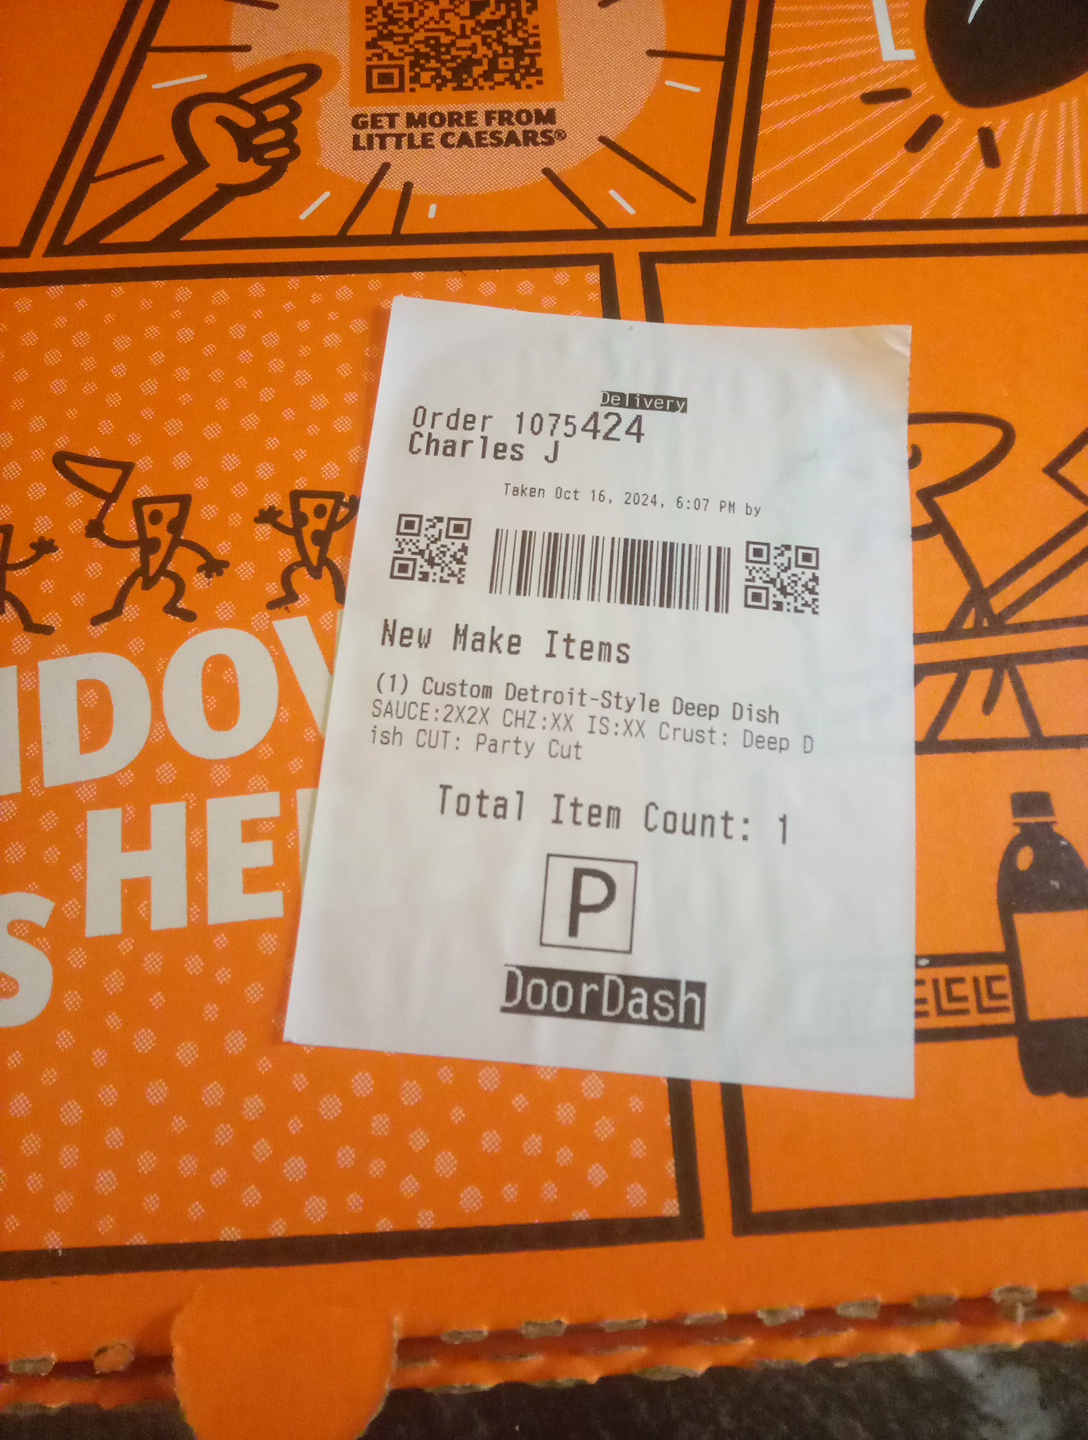 GET MORE FROM
LITTLE CAESARS®
Delivery
Order 1075424
Charles J
Taken Oct 16, 2024, 6:07 PM by
New Make Items
(1) Custom Detroit-Style Deep Dish
SAUCE:2X2X CHZ:XX IS:XX Crust: Deep D
ish CUT: Party Cut
Total Item Count: 1
P
DoorDash